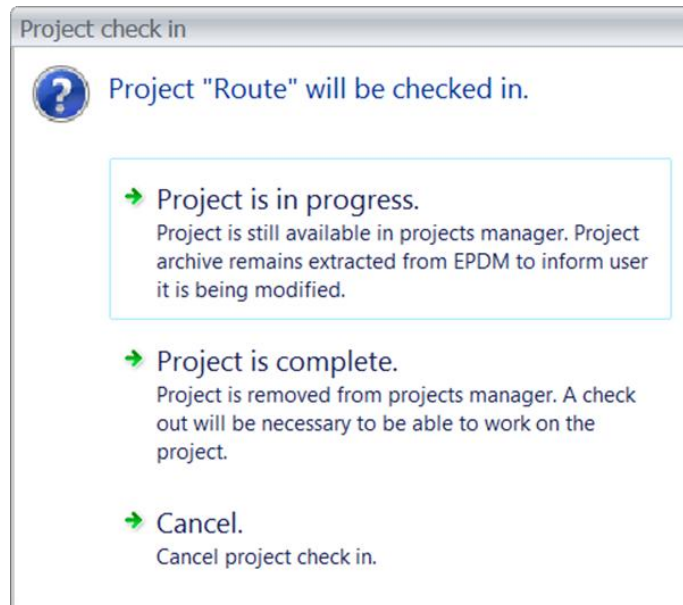 Project check in
Project "Route" will be checked in.
Project is in progress.
Project is still available in projects manager. Project
archive remains extracted from EPDM to inform user
it is being modified.
Project is complete.
Project is removed from projects manager. A check
out will be necessary to be able to work on the
project.
Cancel.
Cancel project check in.